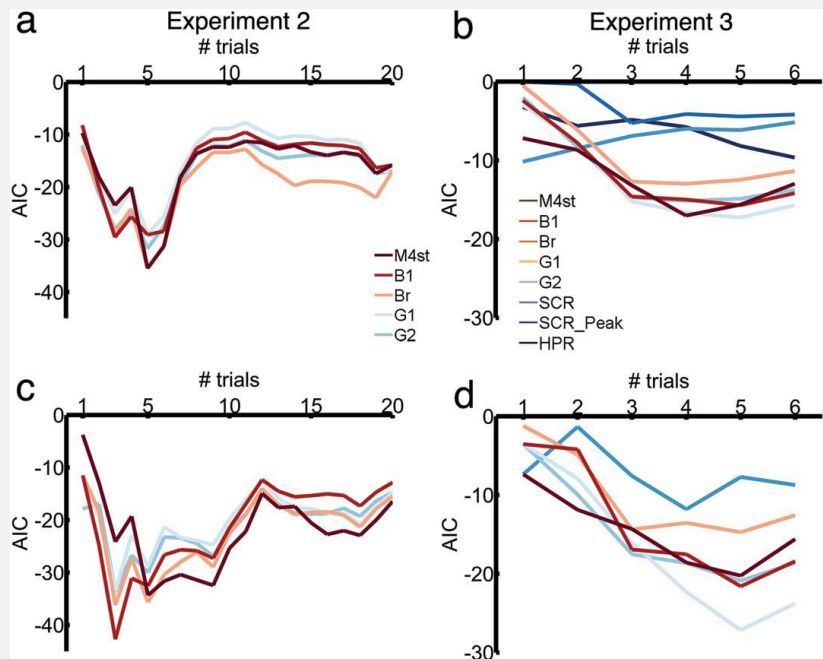 a
Experiment 2
# trials
1 5 10 15 20
0
-10
-20
-30
-40
AIC
M4st
B1
Br
G1
G2
b
Experiment 3
# trials
1 2 3 4 5 6
0
-10
-20
-30
AIC
M4st
B1
Br
G1
G2
SCR
SCR_Peak
HPR
c
# trials
1 5 10 15 20
0
-10
-20
-30
-40
AIC
d
# trials
1 2 3 4 5 6
0
-10
-20
-30
AIC